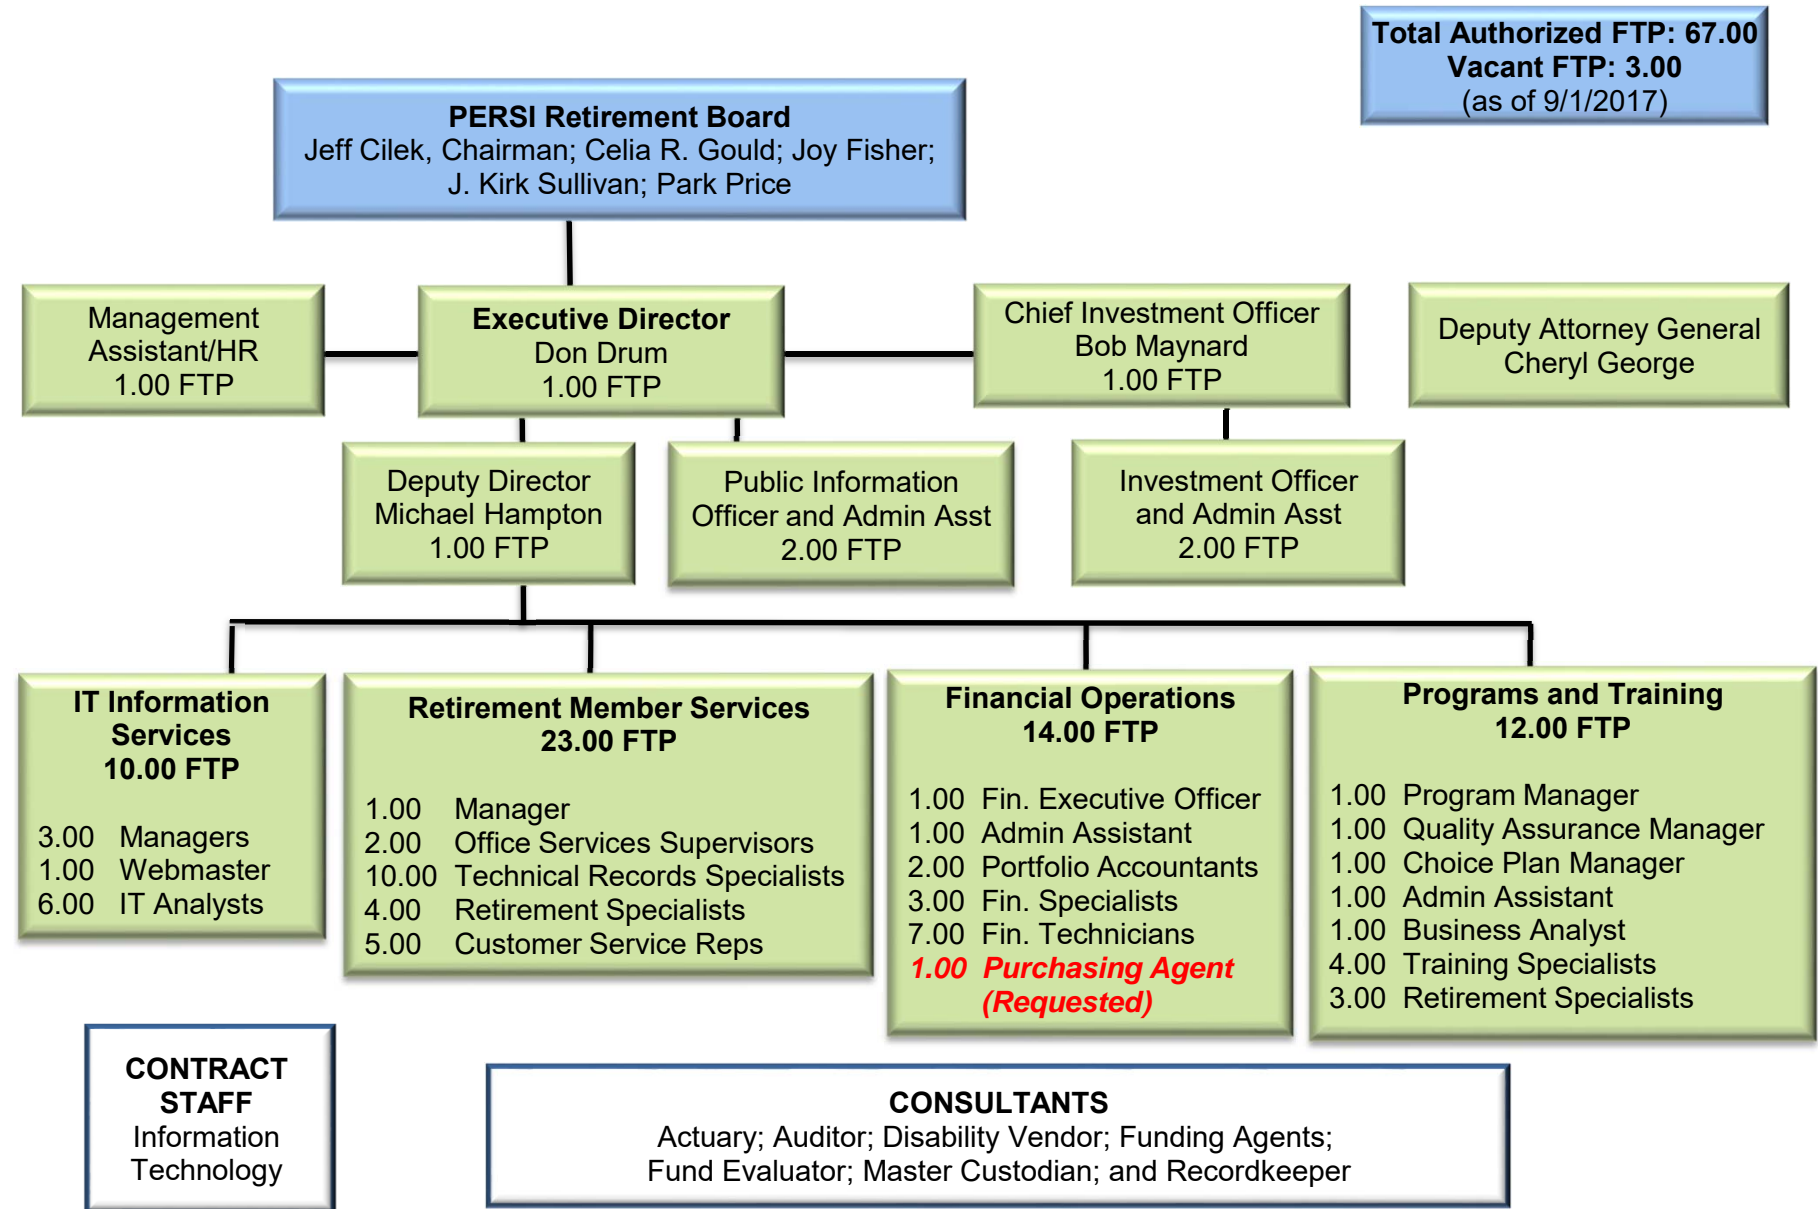 Total Authorized FTP: 67.00
Vacant FTP: 3.00
(as of 9/1/2017)
PERSI Retirement Board
Jeff Cilek, Chairman; Celia R. Gould; Joy Fisher;
J. Kirk Sullivan; Park Price
Management
Assistant/HR
1.00 FTP
Executive Director
Don Drum
1.00 FTP
Chief Investment Officer
Bob Maynard
1.00 FTP
Deputy Attorney General
Cheryl George
Deputy Director
Michael Hampton
1.00 FTP
Public Information
Officer and Admin Asst
2.00 FTP
Investment Officer
and Admin Asst
2.00 FTP
IT Information
Services
10.00 FTP
3.00 Managers
1.00 Webmaster
6.00 IT Analysts
Retirement Member Services
23.00 FTP
1.00 Manager
2.00 Office Services Supervisors
10.00 Technical Records Specialists
4.00 Retirement Specialists
5.00 Customer Service Reps
Financial Operations
14.00 FTP
1.00 Fin. Executive Officer
1.00 Admin Assistant
2.00 Portfolio Accountants
3.00 Fin. Specialists
7.00 Fin. Technicians
1.00 Purchasing Agent
(Requested)
Programs and Training
12.00 FTP
1.00 Program Manager
1.00 Quality Assurance Manager
1.00 Choice Plan Manager
1.00 Admin Assistant
1.00 Business Analyst
4.00 Training Specialists
3.00 Retirement Specialists
CONTRACT
STAFF
Information
Technology
CONSULTANTS
Actuary; Auditor; Disability Vendor; Funding Agents;
Fund Evaluator; Master Custodian; and Recordkeeper